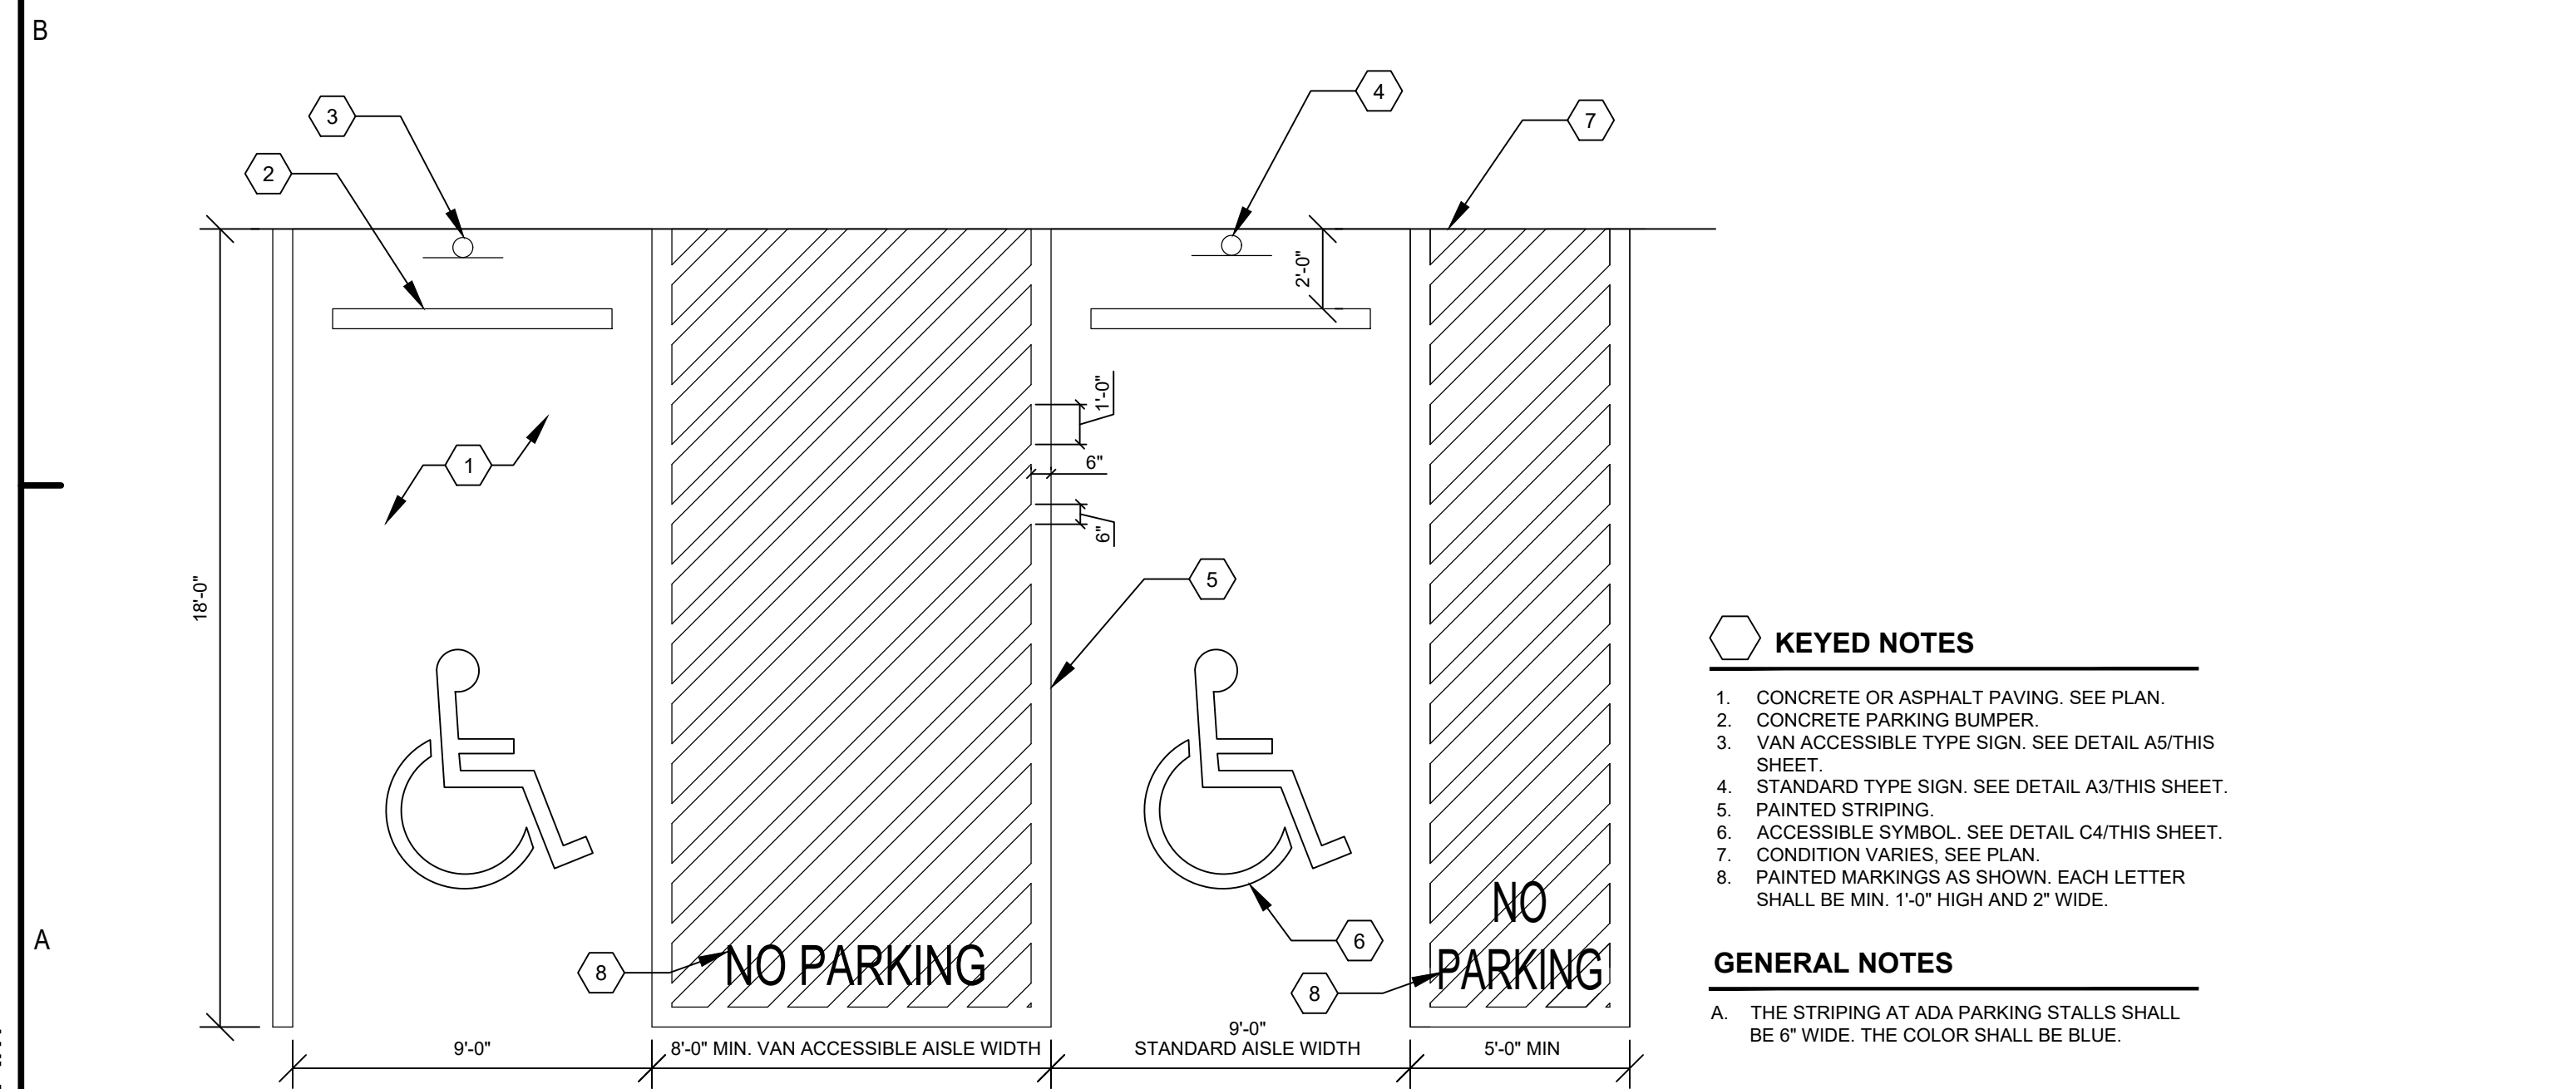 B
3
4
7
2
2'-0"
1'-0"
6"
6"
1
5
18'-0"
6
8
8
NO PARKING
NO
PARKING
A
9'-0"
8'-0" MIN. VAN ACCESSIBLE AISLE WIDTH
9'-0"
STANDARD AISLE WIDTH
5'-0" MIN
KEYED NOTES
1. CONCRETE OR ASPHALT PAVING. SEE PLAN.
2. CONCRETE PARKING BUMPER.
3. VAN ACCESSIBLE TYPE SIGN. SEE DETAIL A5/THIS
SHEET.
4. STANDARD TYPE SIGN. SEE DETAIL A3/THIS SHEET.
5. PAINTED STRIPING.
6. ACCESSIBLE SYMBOL. SEE DETAIL C4/THIS SHEET.
7. CONDITION VARIES, SEE PLAN.
8. PAINTED MARKINGS AS SHOWN. EACH LETTER
SHALL BE MIN. 1'-0" HIGH AND 2" WIDE.
GENERAL NOTES
A. THE STRIPING AT ADA PARKING STALLS SHALL
BE 6" WIDE. THE COLOR SHALL BE BLUE.